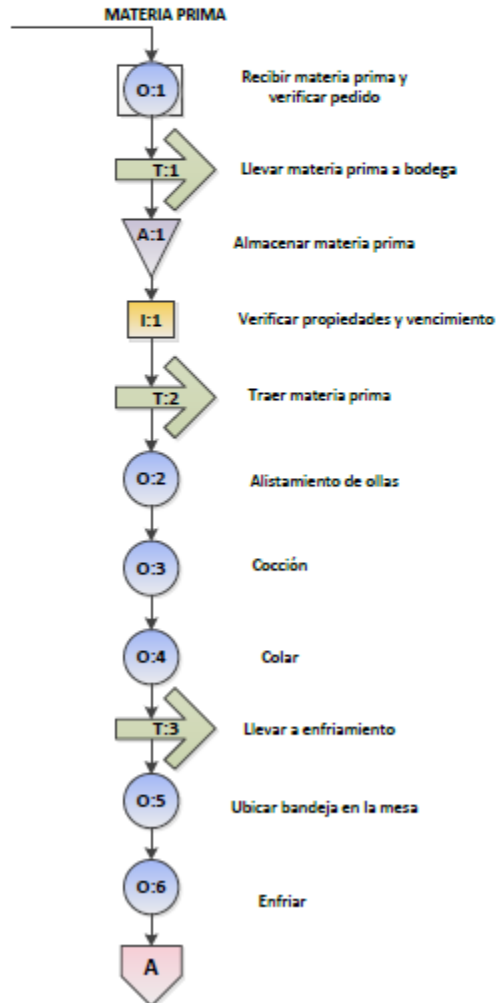 MATERIA PRIMA
O:1
Recibir materia prima y
verificar pedido
T:1
Llevar materia prima a bodega
A:1
Almacenar materia prima
I:1
Verificar propiedades y vencimiento
T:2
Traer materia prima
O:2
Alistamiento de ollas
O:3
Cocción
O:4
Colar
T:3
Llevar a enfriamiento
O:5
Ubicar bandeja en la mesa
O:6
Enfriar
A